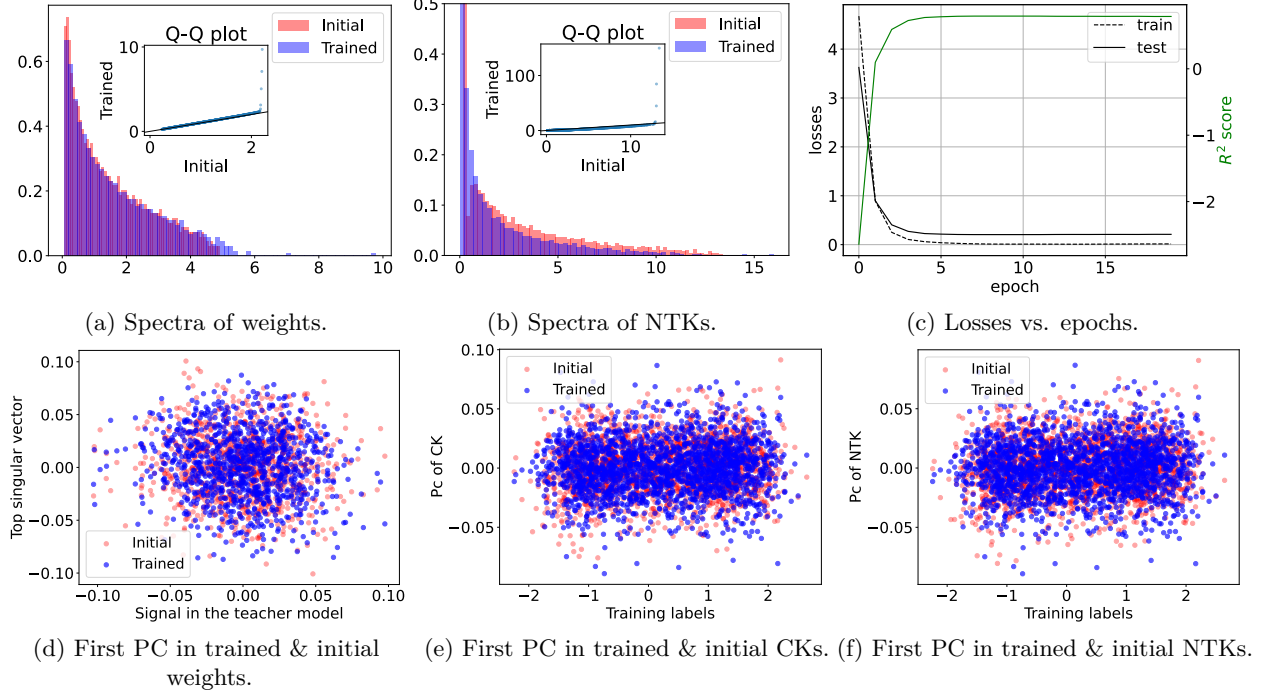 Initial
Trained
Q-Q plot
Trained
10
0
0
2
Initial
0.6
0.4
0.2
0.0
0
2
4
6
8
10
(a) Spectra of weights.
Initial
Trained
Q-Q plot
Trained
100
0
0
10
Initial
0.5
0.4
0.3
0.2
0.1
0.0
0
5
10
15
(b) Spectra of NTKs.
train
test
losses
4
3
2
1
0
R² score
0
−1
−2
0
5
10
15
epoch
(c) Losses vs. epochs.
Top singular vector
0.10
0.05
0.00
−0.05
−0.10
Initial
Trained
−0.10
−0.05
0.00
0.05
0.10
Signal in the teacher model
(d) First PC in trained & initial
weights.
Pc of CK
0.10
0.05
0.00
−0.05
Initial
Trained
−2
−1
0
1
2
Training labels
(e) First PC in trained & initial CKs.
Pc of NTK
0.10
0.05
0.00
−0.05
Initial
Trained
−2
−1
0
1
2
Training labels
(f) First PC in trained & initial NTKs.